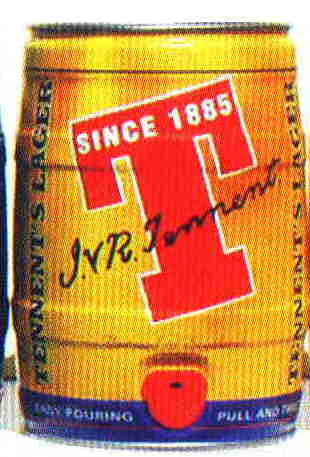 SINCE 1885
T
J. & R. Tennent
TENNENT'S LAGER
TENNENT'S LAGER
EASY POURING
PULL AND